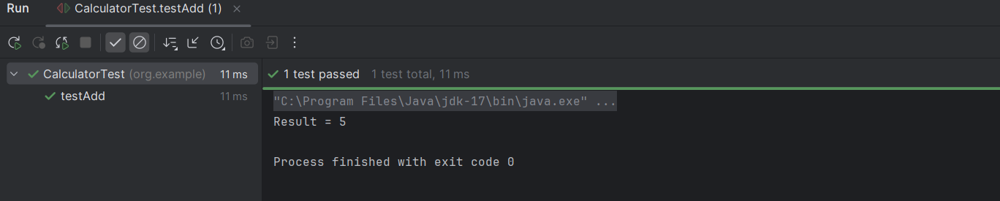 Run CalculatorTest.testAdd (1)
CalculatorTest (org.example) 11 ms
testAdd 11 ms
1 test passed 1 test total, 11 ms
"C:\Program Files\Java\jdk-17\bin\java.exe" ...
Result = 5
Process finished with exit code 0